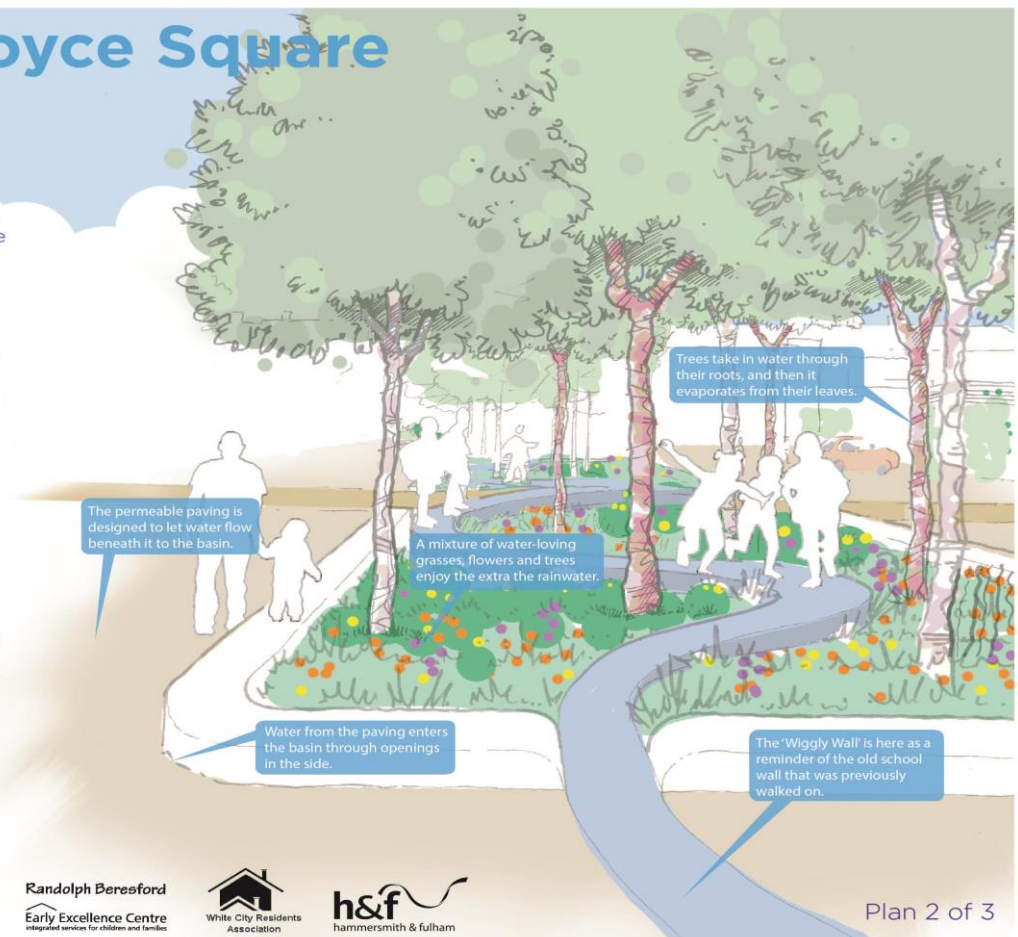 oyce Square
e
Trees take in water through
their roots, and then it
evaporates from their leaves.
The permeable paving is
designed to let water flow
beneath it to the basin.
A mixture of water-loving
grasses, flowers and trees
enjoy the extra the rainwater.
Water from the paving enters
the basin through openings
in the side.
The 'Wiggly Wall' is here as a
reminder of the old school
wall that was previously
walked on.
Randolph Beresford
Early Excellence Centre
integrated services for children and families
White City Residents
Association
h&f
hammersmith & fulham
Plan 2 of 3